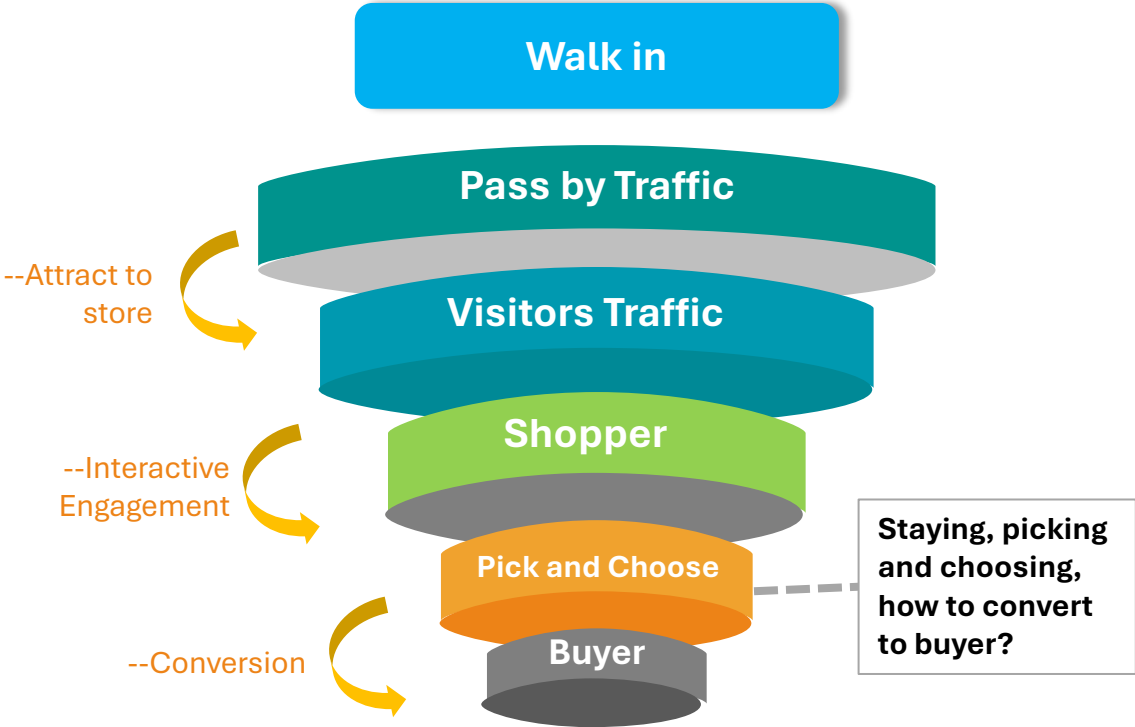 Walk in
Pass by Traffic
--Attract to
store
Visitors Traffic
Shopper
--Interactive
Engagement
Pick and Choose
Staying, picking
and choosing,
how to convert
to buyer?
Buyer
--Conversion